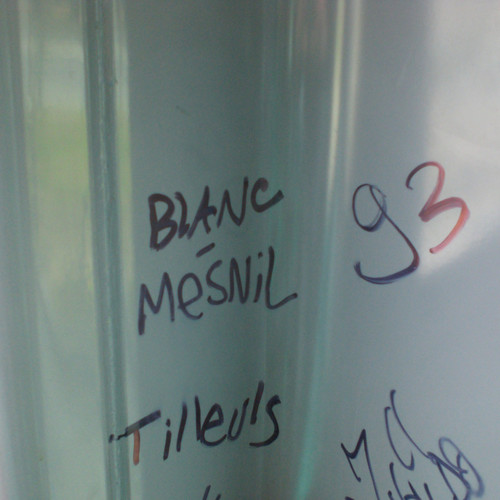 BLANC
-
MESNIL
93
Tilleuls